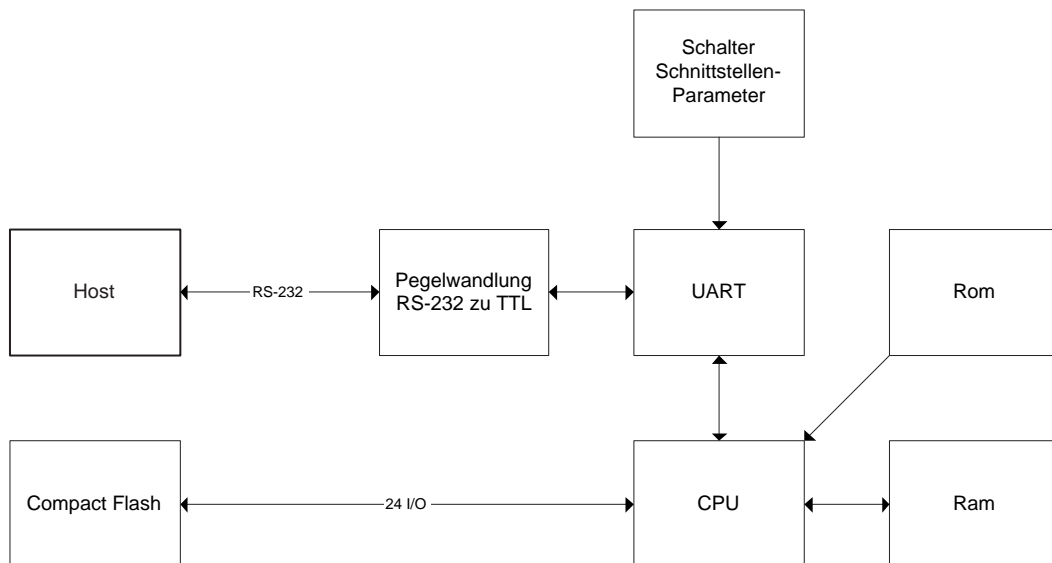 Schalter
Schnittstellen-
Parameter
Host
RS-232
Pegelwandlung
RS-232 zu TTL
UART
Rom
Compact Flash
24 I/O
CPU
Ram